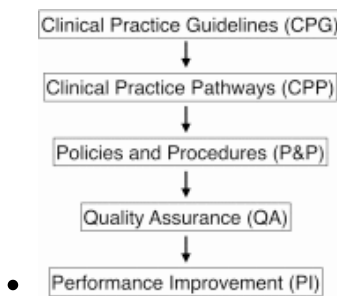 Clinical Practice Guidelines (CPG)
Clinical Practice Pathways (CPP)
Policies and Procedures (P&P)
Quality Assurance (QA)
Performance Improvement (PI)